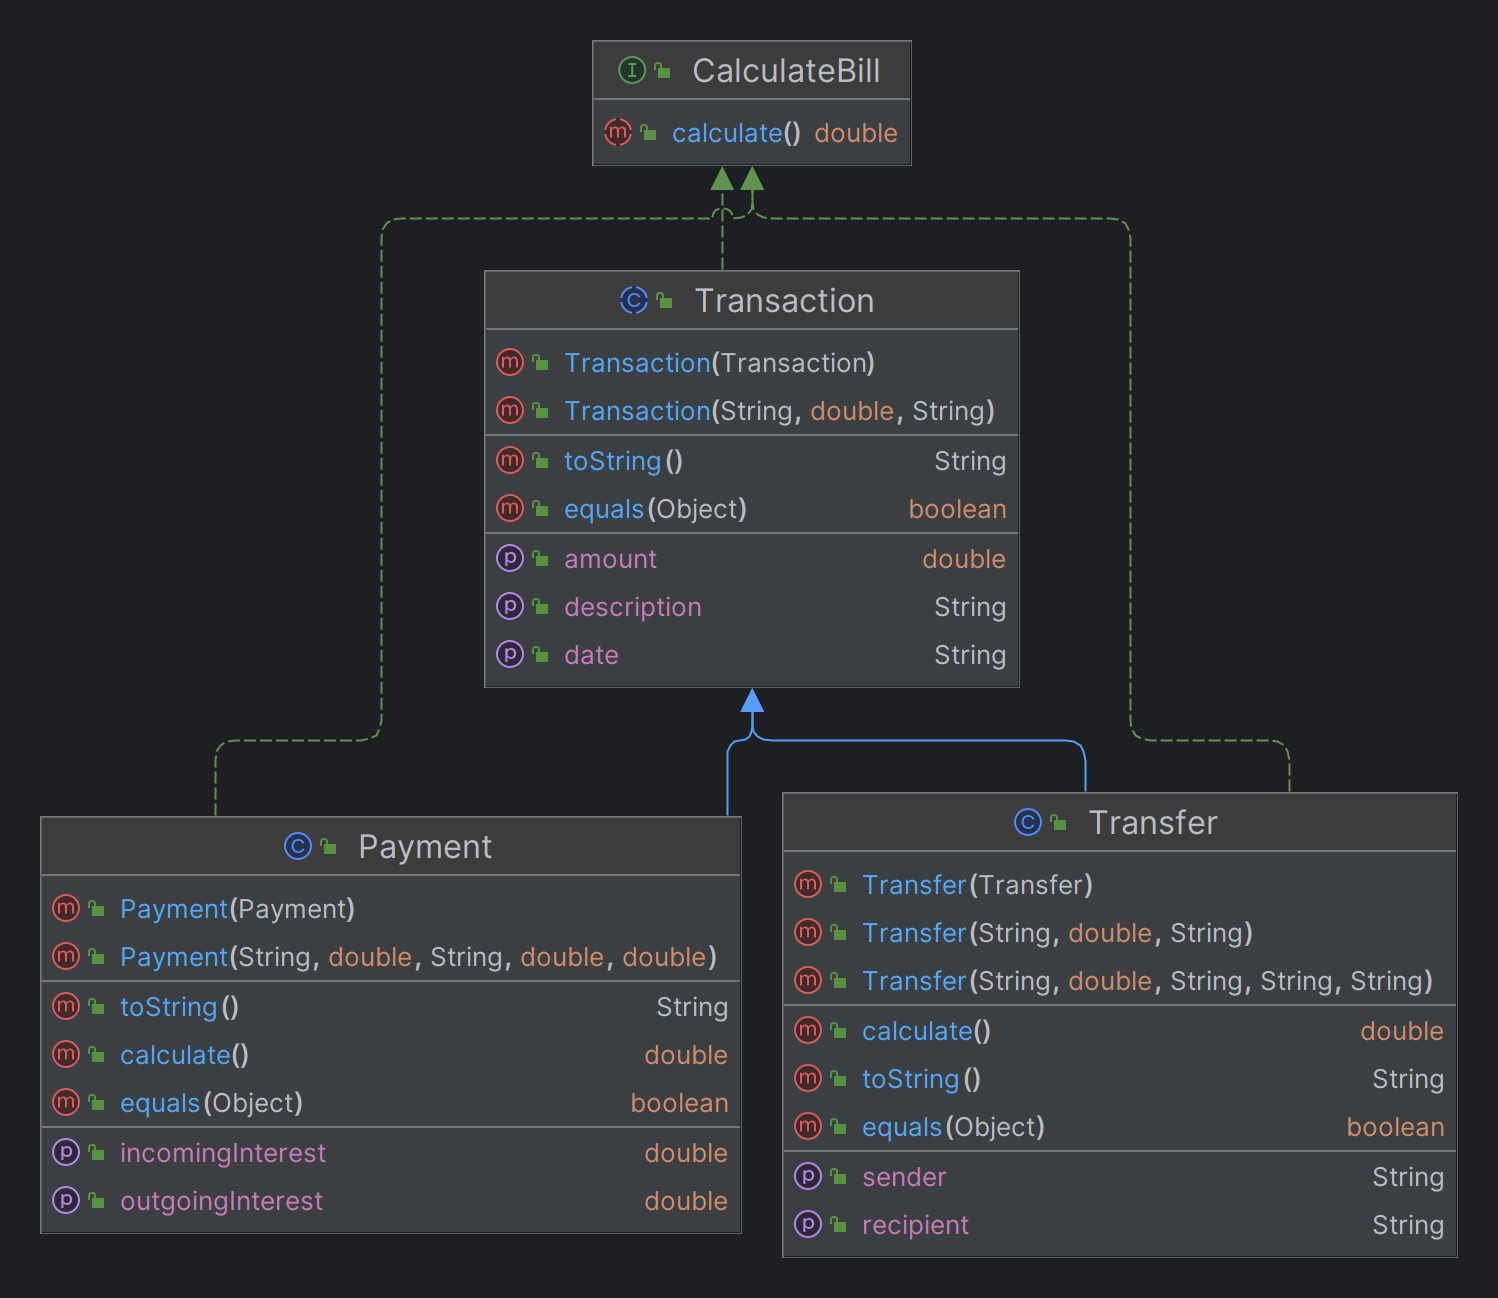 CalculateBill
calculate() double
Transaction
Transaction(Transaction)
Transaction(String, double, String)
toString() String
equals(Object) boolean
amount double
description String
date String
Payment
Payment(Payment)
Payment(String, double, String, double, double)
toString() String
calculate() double
equals(Object) boolean
incomingInterest double
outgoingInterest double
Transfer
Transfer(Transfer)
Transfer(String, double, String)
Transfer(String, double, String, String, String)
calculate() double
toString() String
equals(Object) boolean
sender String
recipient String